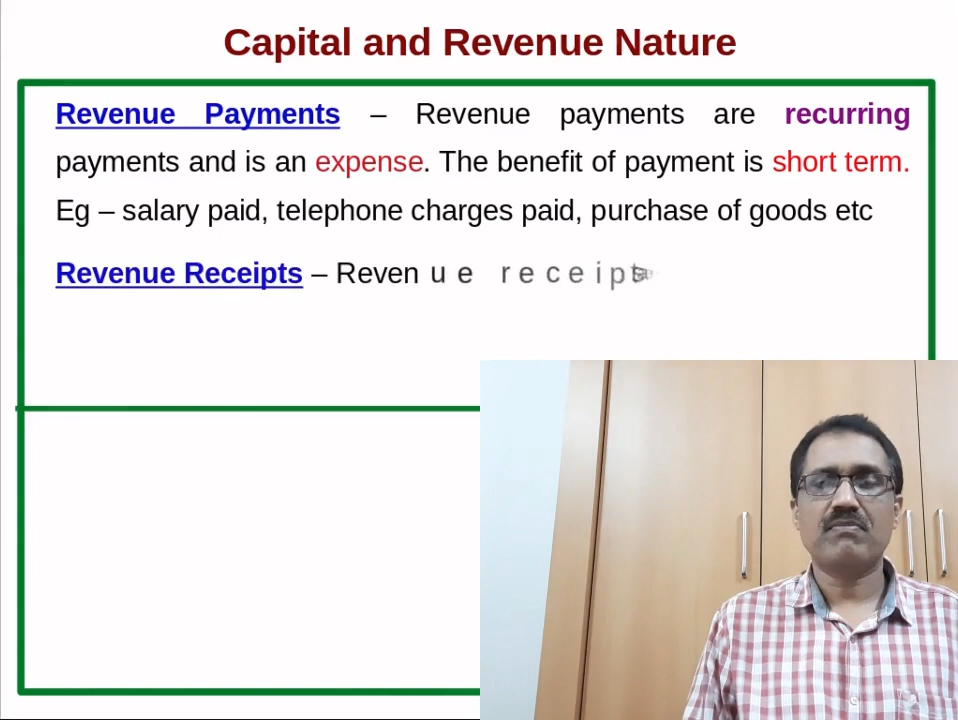 Capital and Revenue Nature
Revenue Payments – Revenue payments are recurring
payments and is an expense. The benefit of payment is short term.
Eg – salary paid, telephone charges paid, purchase of goods etc
Revenue Receipts – Revenue receipts